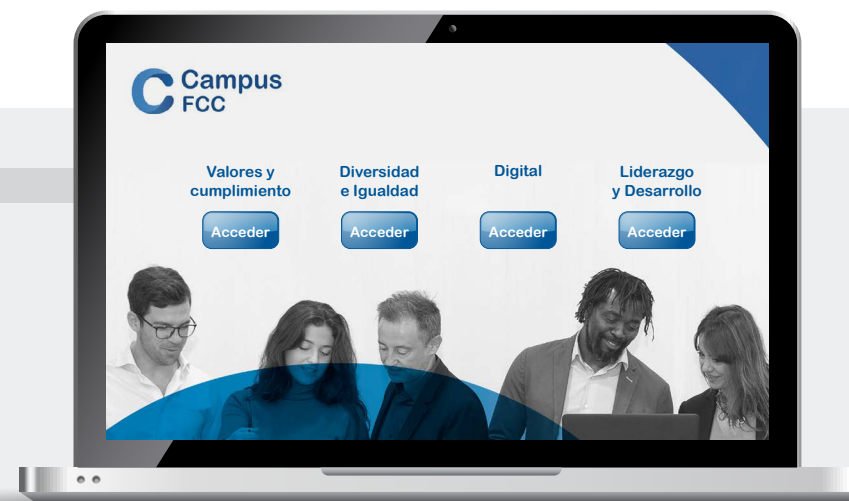 Campus
FCC
Valores y
cumplimiento
Diversidad
e Igualdad
Digital
Liderazgo
y Desarrollo
Acceder
Acceder
Acceder
Acceder